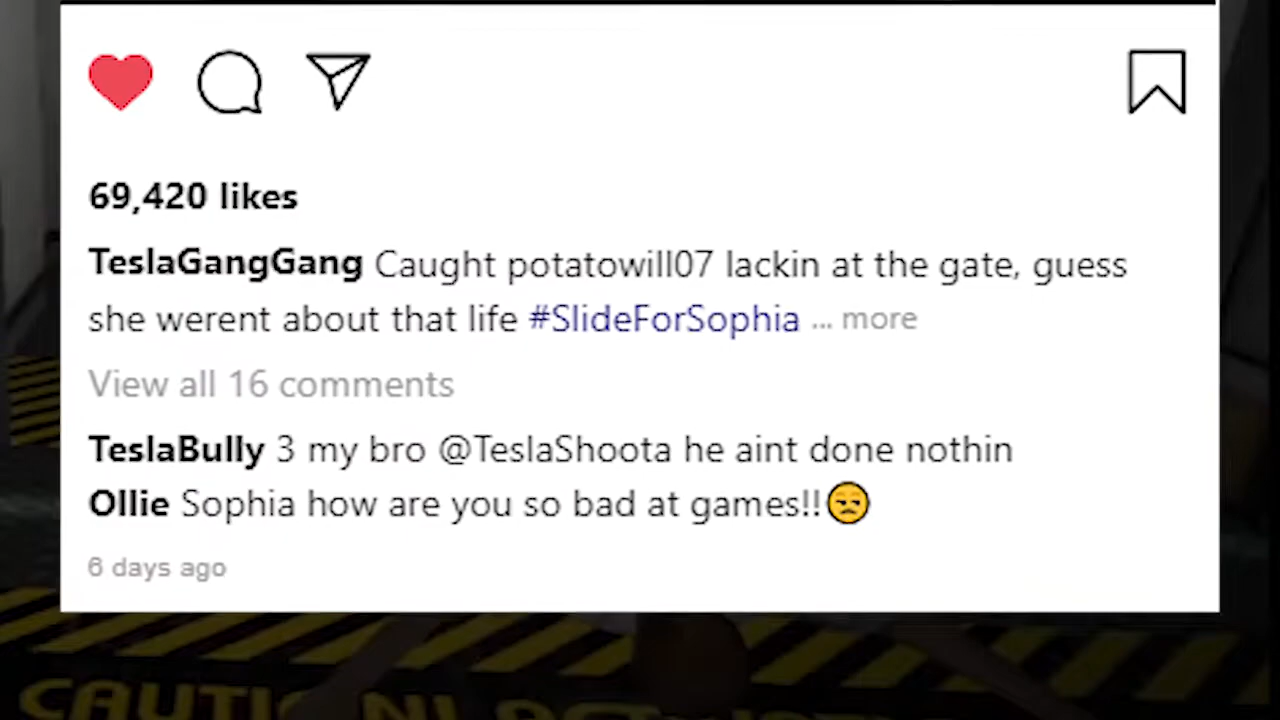 69,420 likes
TeslaGangGang Caught potatowill07 lackin at the gate, guess
she werent about that life #SlideForSophia ... more
View all 16 comments
TeslaBully 3 my bro @TeslaShoota he aint done nothin
Ollie Sophia how are you so bad at games!!😒
6 days ago
CAUTION